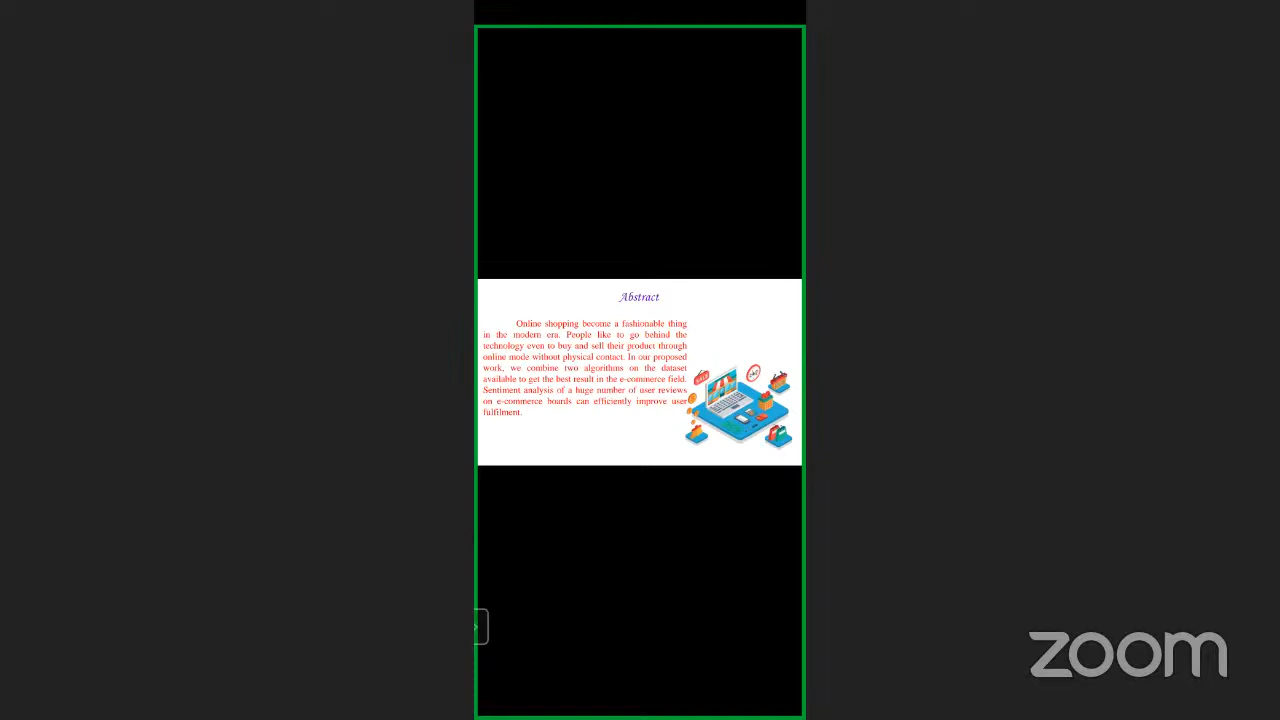 Abstract
Online shopping become a fashionable thing
in the modern era. People like to go behind the
technology even to buy and sell their product through
online mode without physical contact. In our proposed
work, we combine two algorithms on the dataset
available to get the best result in the e-commerce field.
Sentiment analysis of a huge number of user reviews
on e-commerce boards can efficiently improve user
fulfilment.
zoom